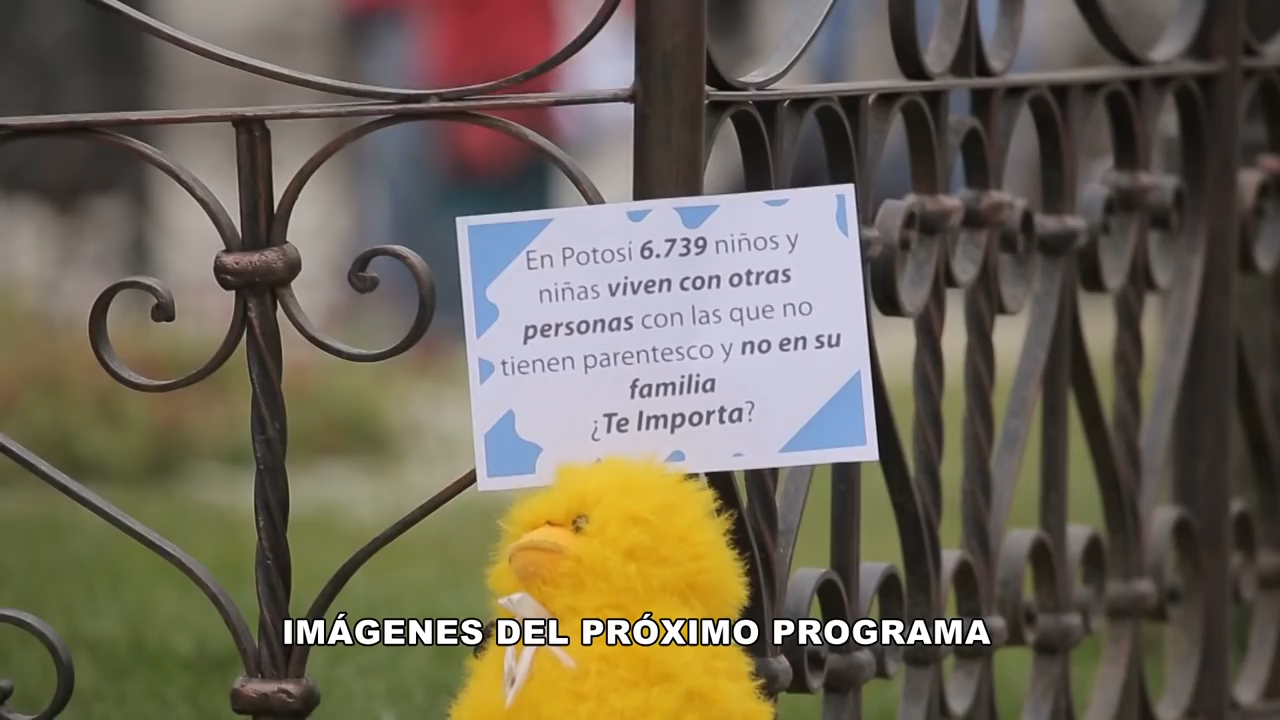 En Potosí 6.739 niños y
niñas viven con otras
personas con las que no
tienen parentesco y no en su
familia
¿Te Importa?
IMÁGENES DEL PRÓXIMO PROGRAMA